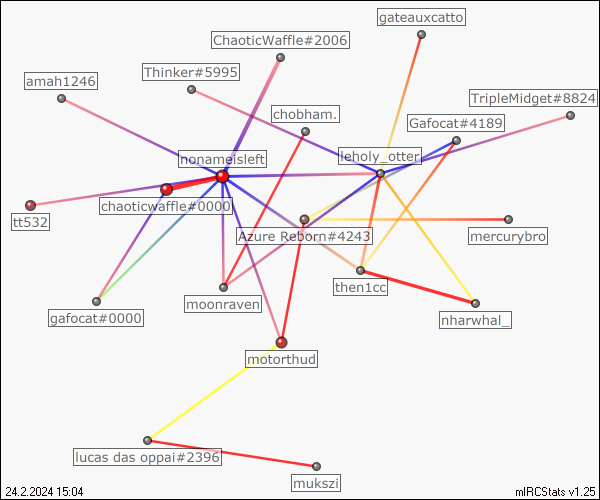 gateauxcatto
ChaoticWaffle#2006
Thinker#5995
amah1246
TripleMidget#8824
chobham.
Gafocat#4189
nonameisleft
leholy_otter
chaoticwaffle#0000
tt532
Azure Reborn#4243
mercurybro
then1cc
moonraven
gafocat#0000
nharwhal_
motorthud
lucas das oppai#2396
mukszi
24.2.2024 15:04
mIRCStats v1.25